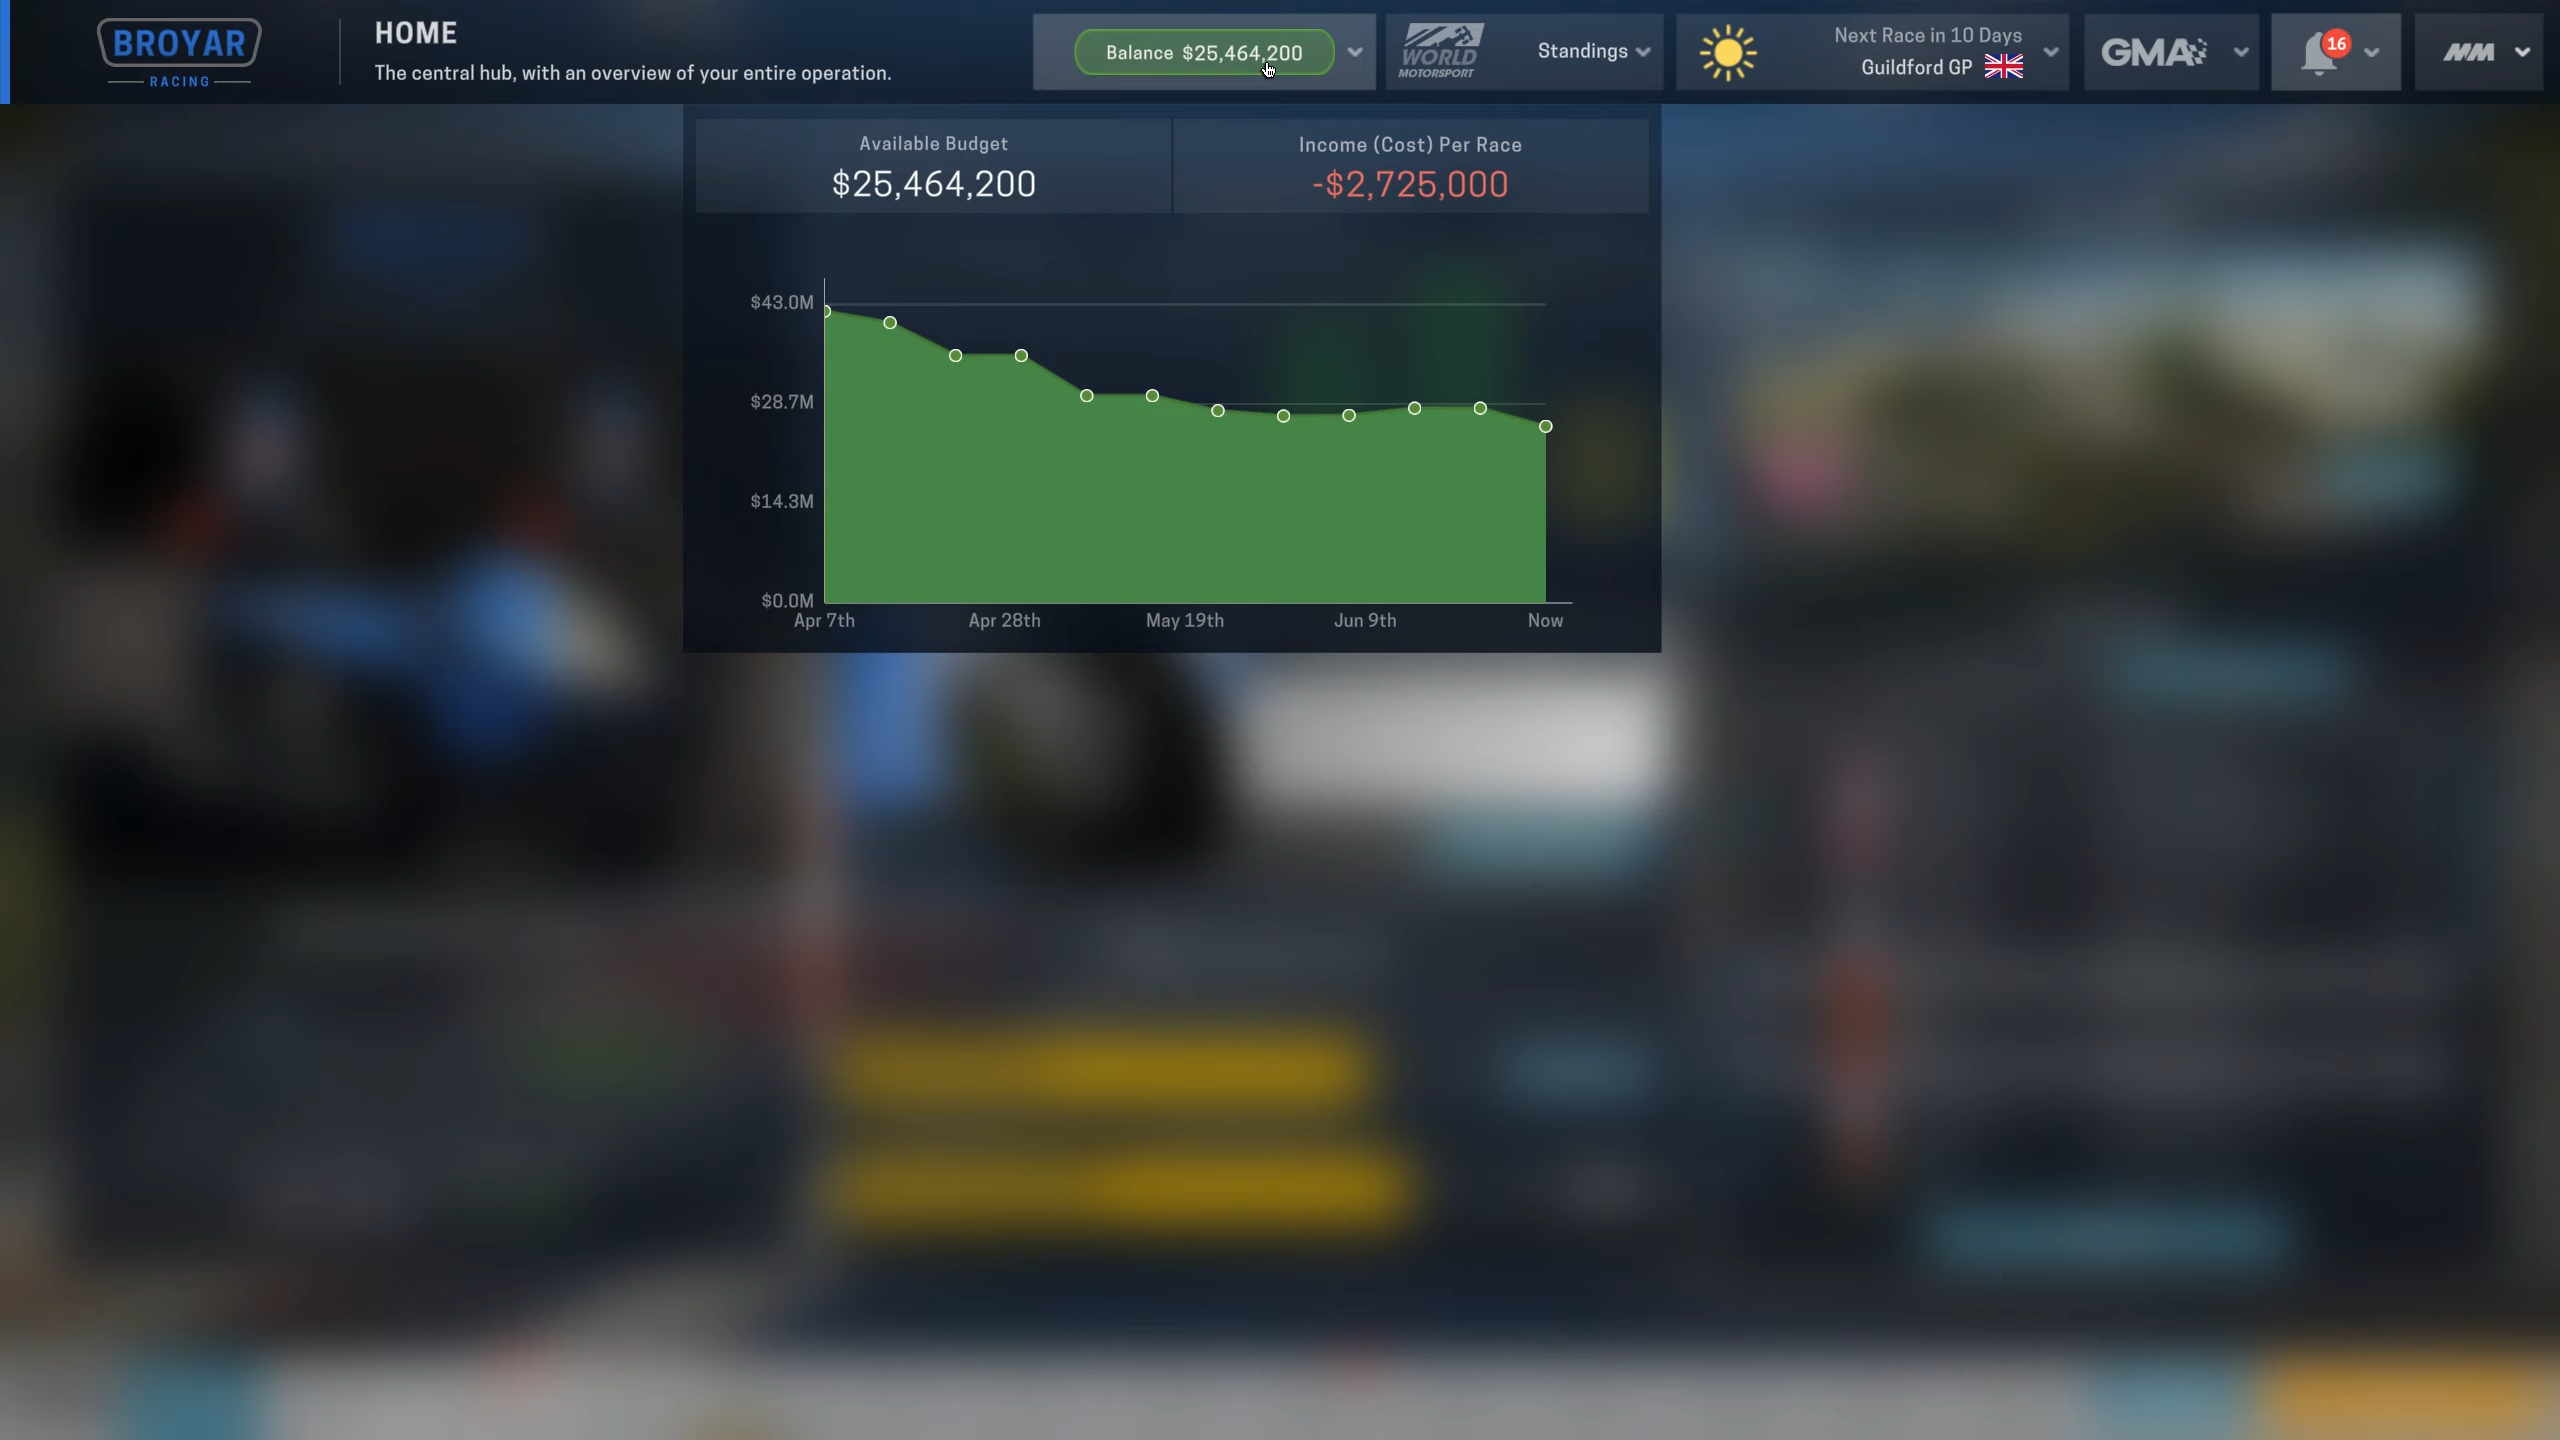 BROYAR
RACING
HOME
The central hub, with an overview of your entire operation.
Balance $25,464,200
WORLD
MOTORSPORT
Standings
Next Race in 10 Days
Guildford GP
GMA
16
MM
Available Budget
$25,464,200
Income (Cost) Per Race
-$2,725,000
$43.0M
$28.7M
$14.3M
$0.0M
Apr 7th
Apr 28th
May 19th
Jun 9th
Now